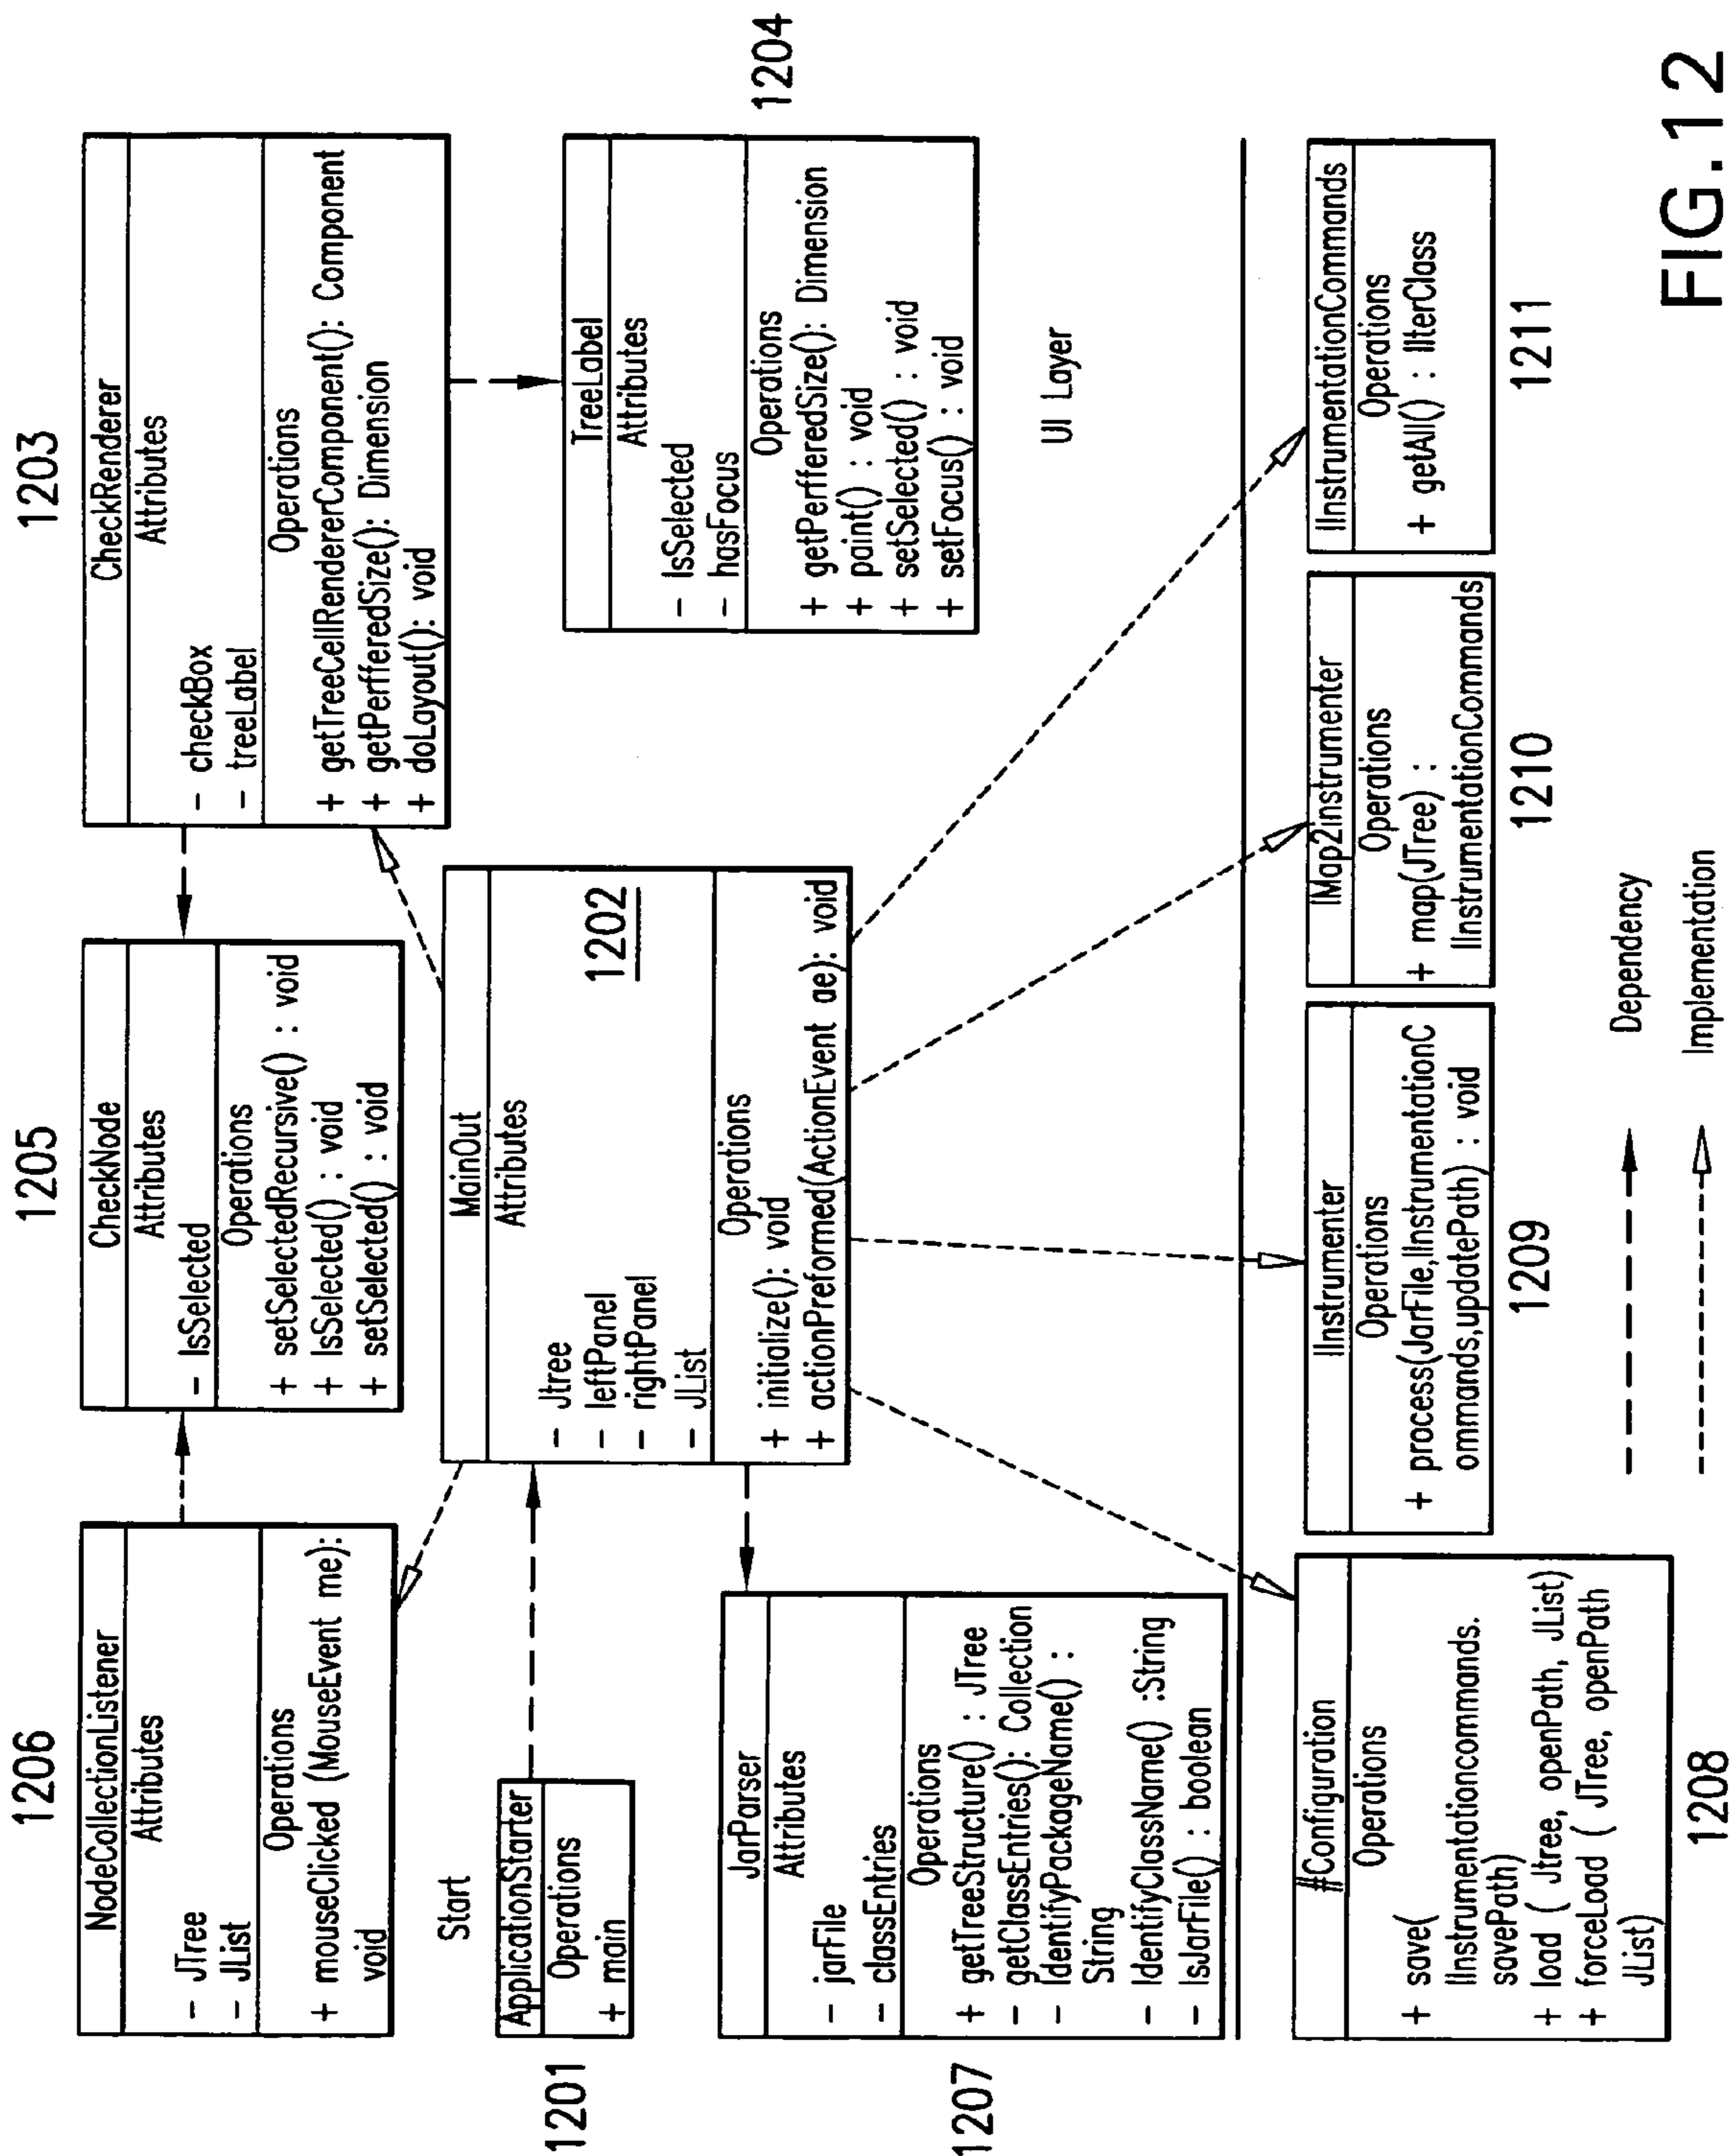 1206
NodeCollectionListener
Attributes
– JTree
– JList
Operations
+ mouseClicked (MouseEvent me):
void
1205
CheckNode
Attributes
– IsSelected
Operations
+ setSelectedRecursive() : void
+ IsSelected() : void
+ setSelected() : void
1203
CheckRenderer
Attributes
– checkBox
– treeLabel
Operations
+ getTreeCellRendererComponent(): Component
+ getPerfferedSize(): Dimension
+ doLayout(): void
Start
1201
ApplicationStarter
Operations
+ main
MainOut
Attributes
1202
– Jtree
– leftPanel
– rightPanel
– JList
Operations
+ initialize(): void
+ actionPreformed(ActionEvent ae): void
1204
TreeLabel
Attributes
– IsSelected
– hasFocus
Operations
+ getPerfferedSize(): Dimension
+ paint() : void
+ setSelected() : void
+ setFocus() : void
1207
JarParser
Attributes
– jarFile
– classEntries
Operations
+ getTreeStructure() : JTree
– getClassEntries(): Collection
– IdentifyPackageName() :
String
– IdentifyClassName() :String
– IsJarFile() : boolean
UI Layer
#Configuration
Operations
+ save(
IInstrumentationcommands.
savePath)
+ load ( Jtree, openPath, JList)
+ forceLoad ( JTree, openPath
JList)
1208
IInstrumenter
Operations
+ process(JarFile,IInstrumentationC
ommands,updatePath) : void
1209
IMap2instrumenter
Operations
+ map(JTree) :
IInstrumentationCommands
1210
IInstrumentationCommands
Operations
+ getAll() : IIterClass
1211
Dependency
Implementation
FIG.12